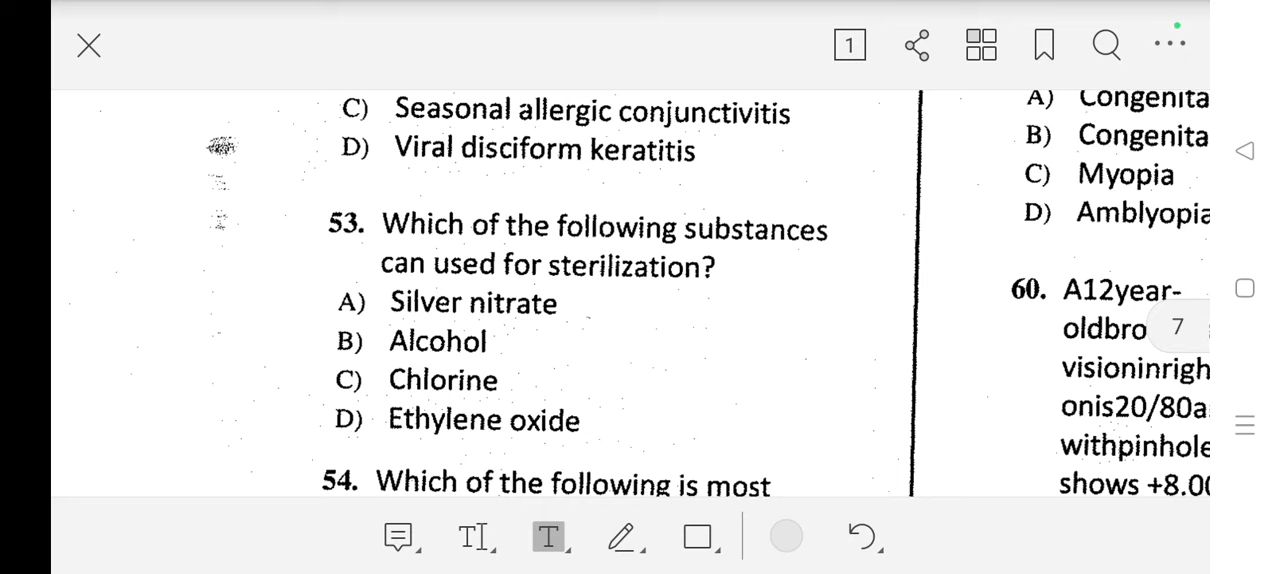 1
C) Seasonal allergic conjunctivitis
D) Viral disciform keratitis
53. Which of the following substances
can used for sterilization?
A) Silver nitrate
B) Alcohol
C) Chlorine
D) Ethylene oxide
54. Which of the following is most
A) Congenita
B) Congenita
C) Myopia
D) Amblyopia
60. A12year-
oldbro
visioninrigh
onis20/80a
withpinhole
shows +8.00
7